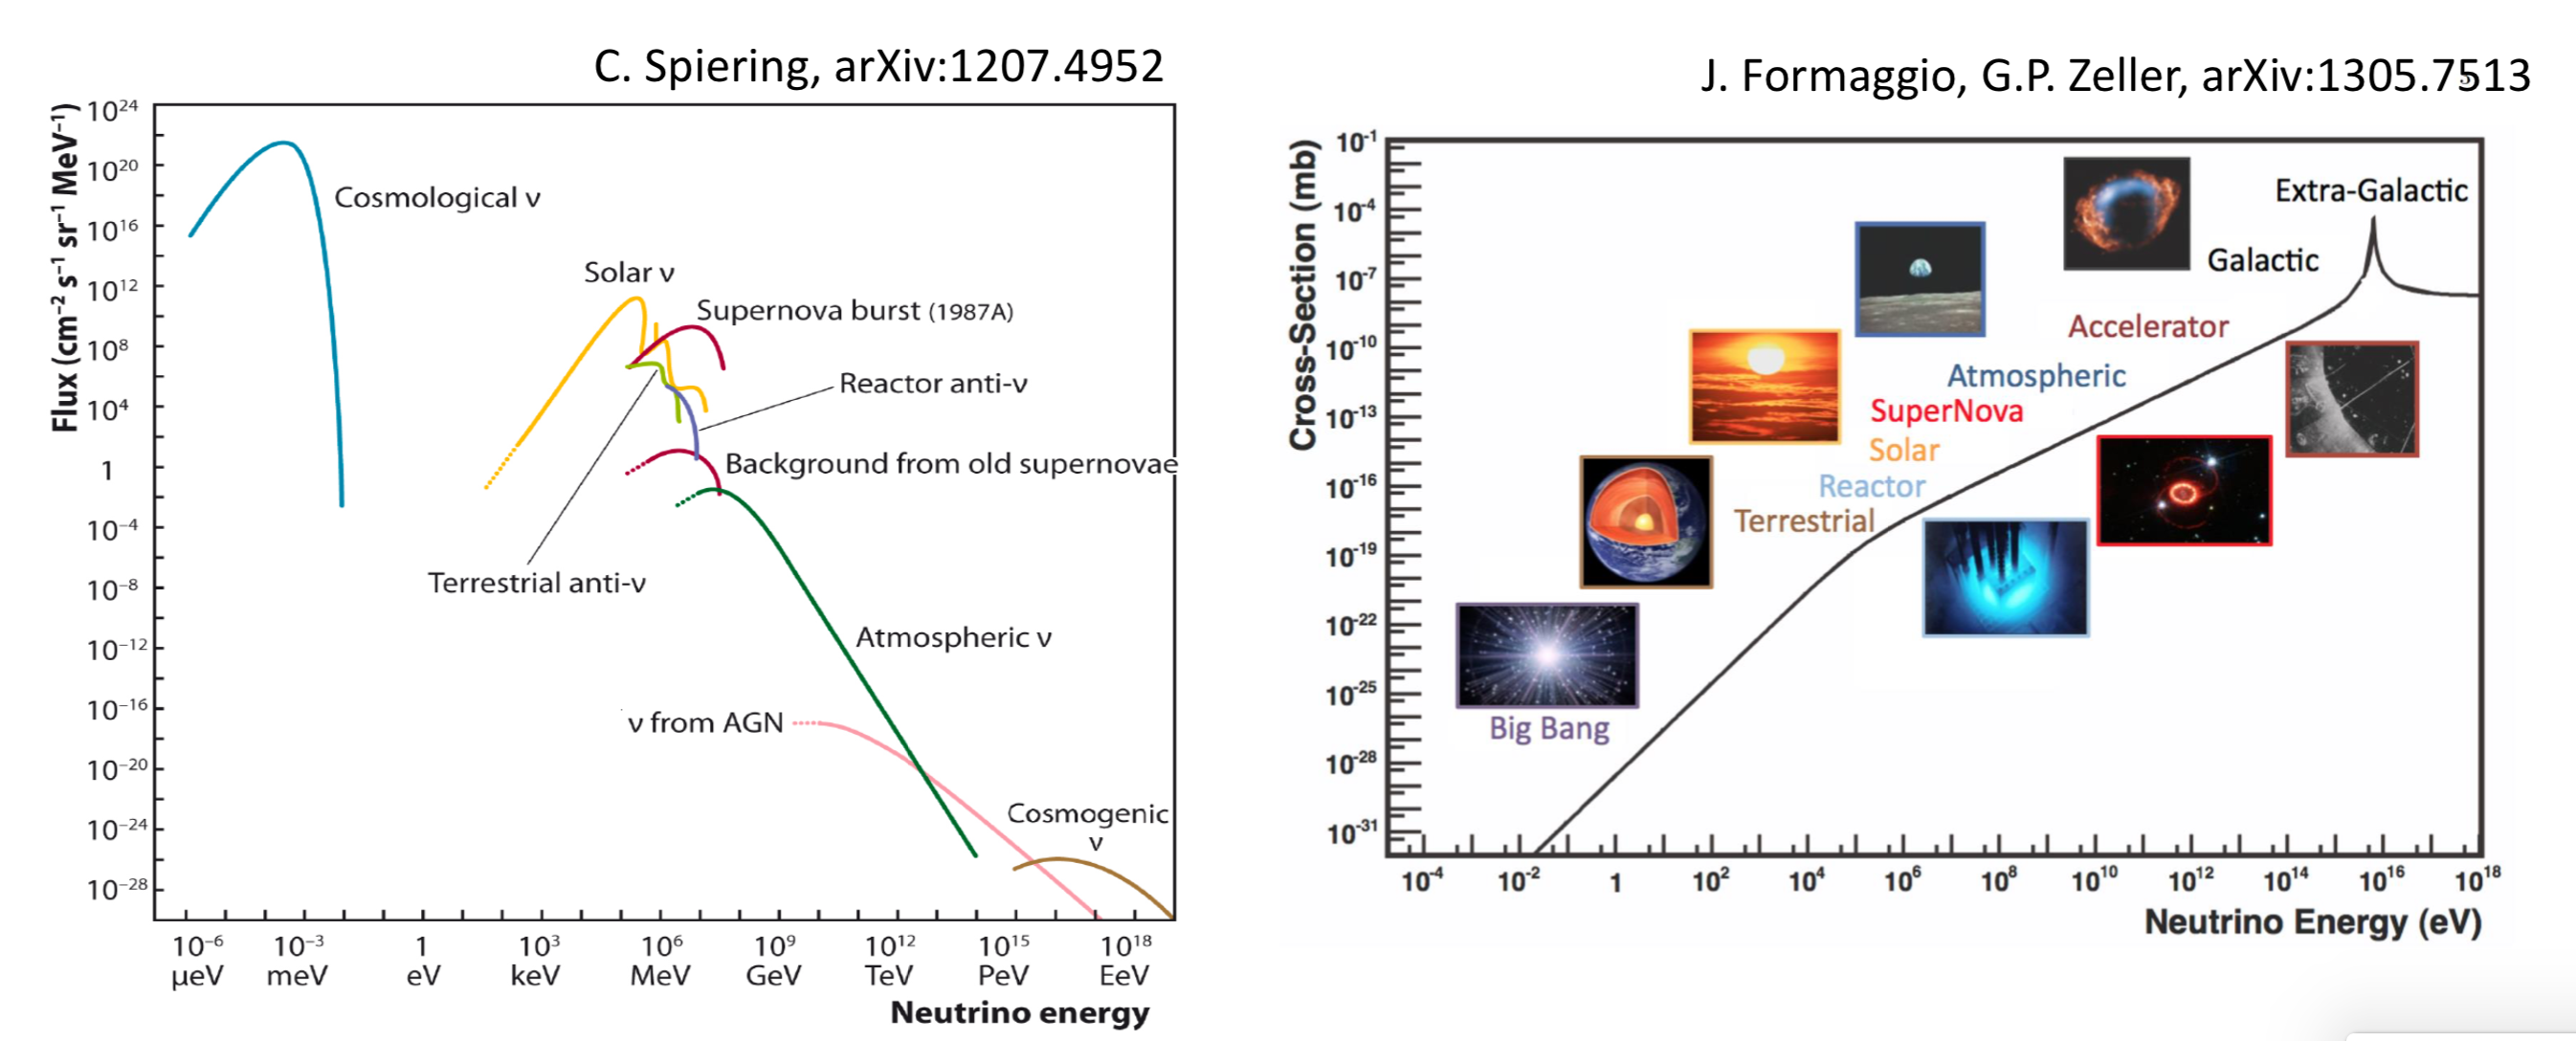 C. Spiering, arXiv:1207.4952
Flux (cm⁻² s⁻¹ sr⁻¹ MeV⁻¹)
10²⁴
10²⁰
10¹⁶
10¹²
10⁸
10⁴
1
10⁻⁴
10⁻⁸
10⁻¹²
10⁻¹⁶
10⁻²⁰
10⁻²⁴
10⁻²⁸
Cosmological ν
Solar ν
Supernova burst (1987A)
Reactor anti-ν
Background from old supernovae
Terrestrial anti-ν
Atmospheric ν
ν from AGN
Cosmogenic
ν
10⁻⁶ 10⁻³ 1 10³ 10⁶ 10⁹ 10¹² 10¹⁵ 10¹⁸
μeV meV eV keV MeV GeV TeV PeV EeV
Neutrino energy
J. Formaggio, G.P. Zeller, arXiv:1305.7513
Cross-Section (mb)
10⁻¹
10⁻⁴
10⁻⁷
10⁻¹⁰
10⁻¹³
10⁻¹⁶
10⁻¹⁹
10⁻²²
10⁻²⁵
10⁻²⁸
10⁻³¹
Extra-Galactic
Galactic
Accelerator
Atmospheric
SuperNova
Solar
Reactor
Terrestrial
Big Bang
10⁻⁴ 10⁻² 1 10² 10⁴ 10⁶ 10⁸ 10¹⁰ 10¹² 10¹⁴ 10¹⁶ 10¹⁸
Neutrino Energy (eV)